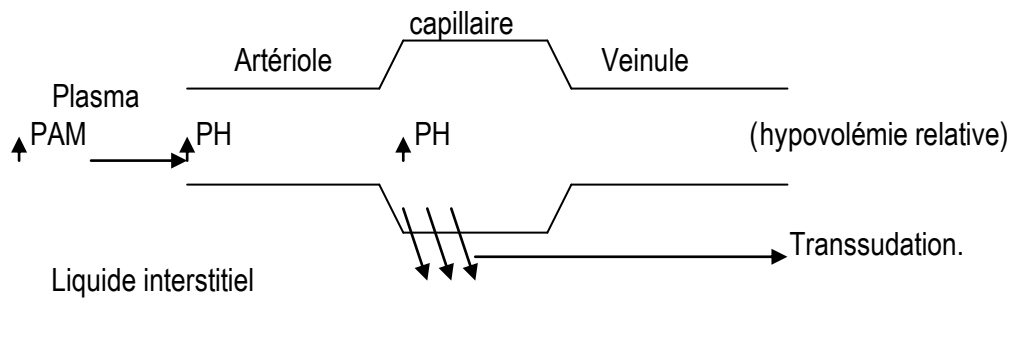 capillaire
Artériole Veinule
Plasma
PAM PH PH (hypovolémie relative)
Transsudation.
Liquide interstitiel